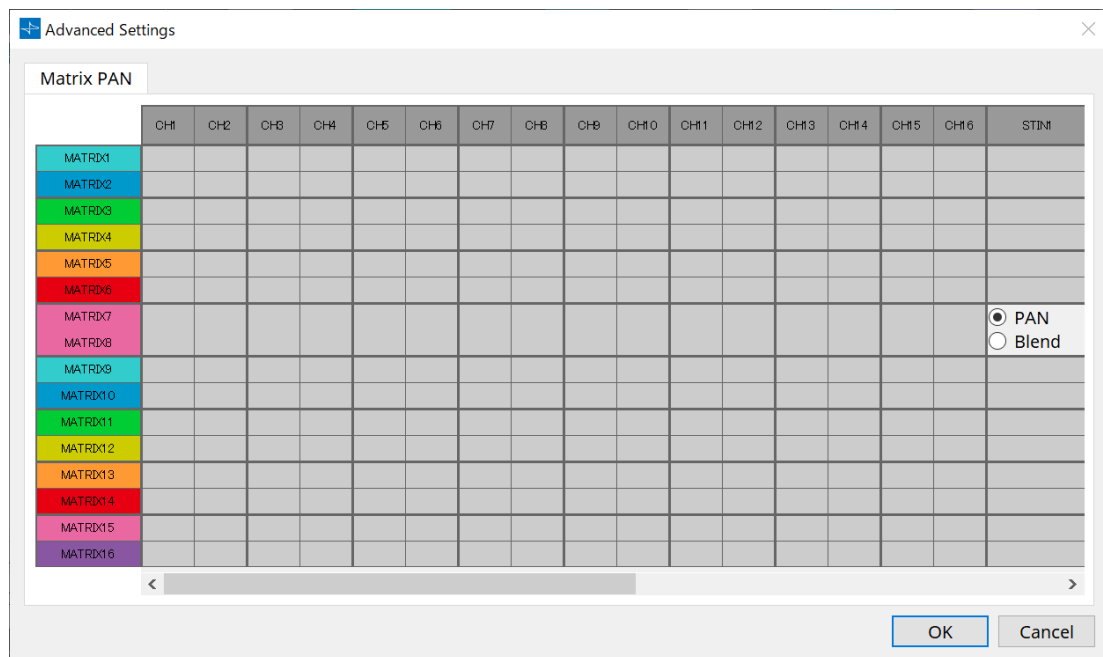 Advanced Settings
Matrix PAN
CH1 CH2 CH3 CH4 CH5 CH6 CH7 CH8 CH9 CH10 CH11 CH12 CH13 CH14 CH15 CH16 STIN1
MATRIX1
MATRIX2
MATRIX3
MATRIX4
MATRIX5
MATRIX6
MATRIX7 PAN
MATRIX8 Blend
MATRIX9
MATRIX10
MATRIX11
MATRIX12
MATRIX13
MATRIX14
MATRIX15
MATRIX16
OK Cancel